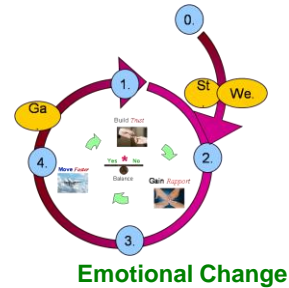 0.
St
We.
Ga
1.
Build Trust
Yes No
Balance
Gain Rapport
Move Faster
2.
3.
4.
Emotional Change